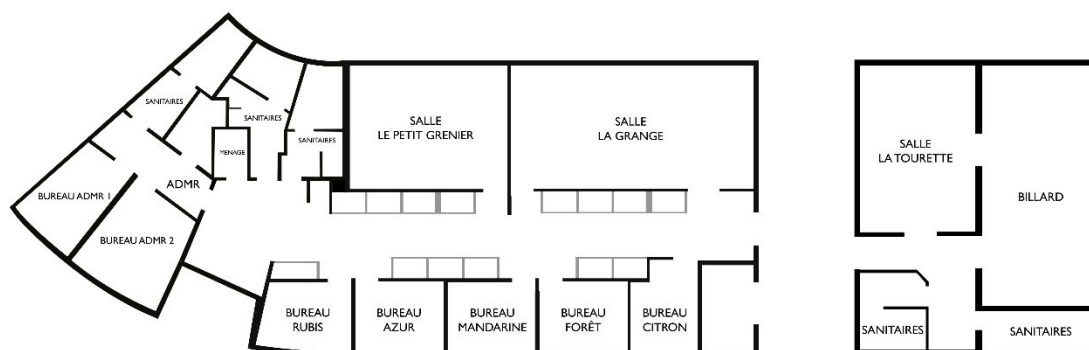 SANITAIRES
SANITAIRES
SANITAIRES
MENAGE
ADMR
BUREAU ADMR 1
BUREAU ADMR 2
SALLE
LE PETIT GRENIER
SALLE
LA GRANGE
BUREAU
RUBIS
BUREAU
AZUR
BUREAU
MANDARINE
BUREAU
FORÊT
BUREAU
CITRON
SALLE
LA TOURETTE
BILLARD
SANITAIRES
SANITAIRES